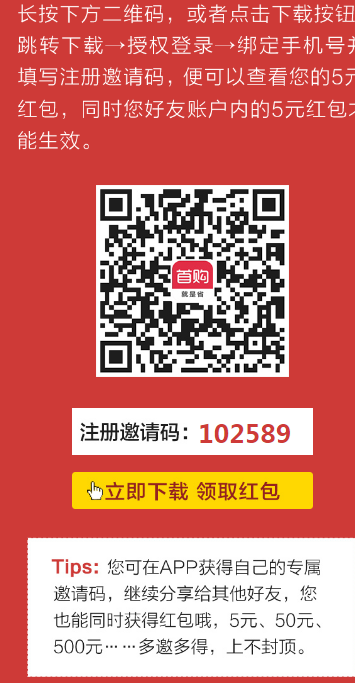 长按下方二维码，或者点击下载按钮
跳转下载→授权登录→绑定手机号并
填写注册邀请码，便可以查看您的5元
红包，同时您好友账户内的5元红包才
能生效。
首购
就是省
注册邀请码：102589
立即下载 领取红包
Tips: 您可在APP获得自己的专属
邀请码，继续分享给其他好友，您
也能同时获得红包哦，5元、50元、
500元……多邀多得，上不封顶。